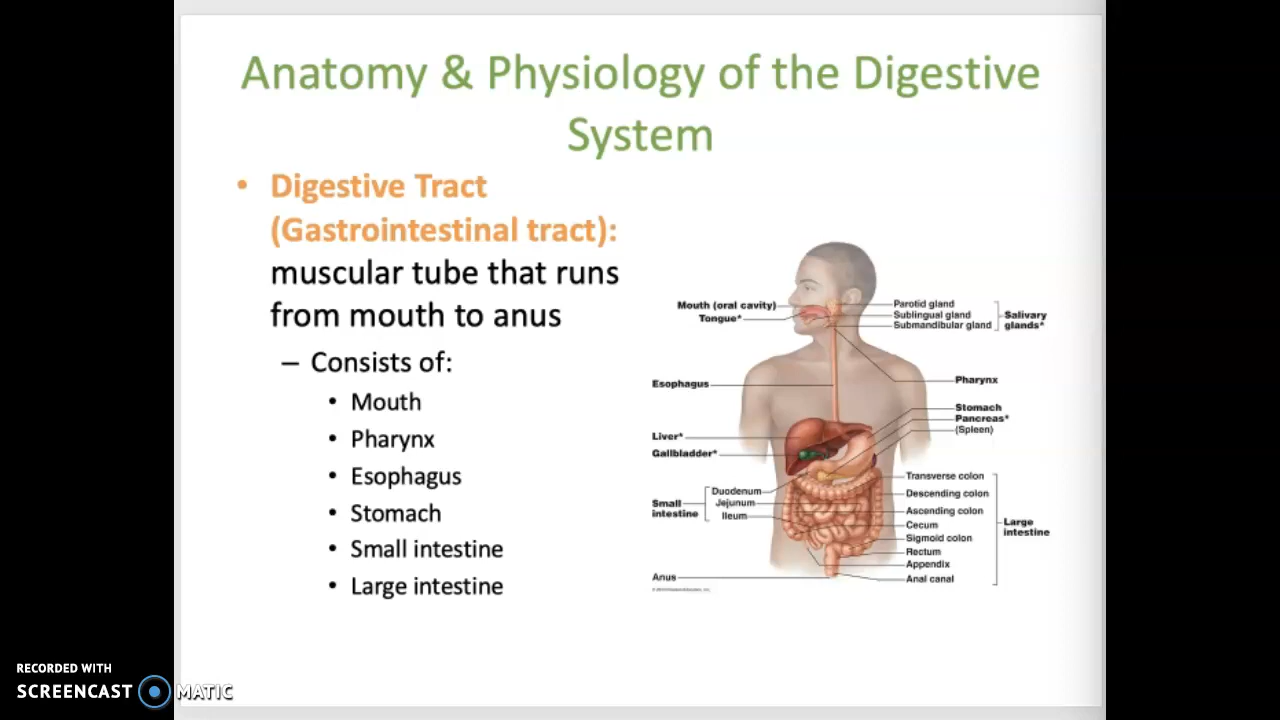 Anatomy & Physiology of the Digestive
System
• Digestive Tract
(Gastrointestinal tract):
muscular tube that runs
from mouth to anus
– Consists of:
• Mouth
• Pharynx
• Esophagus
• Stomach
• Small intestine
• Large intestine
Mouth (oral cavity)
Tongue*
Parotid gland
Sublingual gland
Submandibular gland
Salivary
glands*
Esophagus
Pharynx
Stomach
Pancreas*
(Spleen)
Liver*
Gallbladder*
Small
intestine
Duodenum
Jejunum
Ileum
Transverse colon
Descending colon
Ascending colon
Cecum
Sigmoid colon
Rectum
Appendix
Anal canal
Large
intestine
Anus
RECORDED WITH
SCREENCAST MATIC